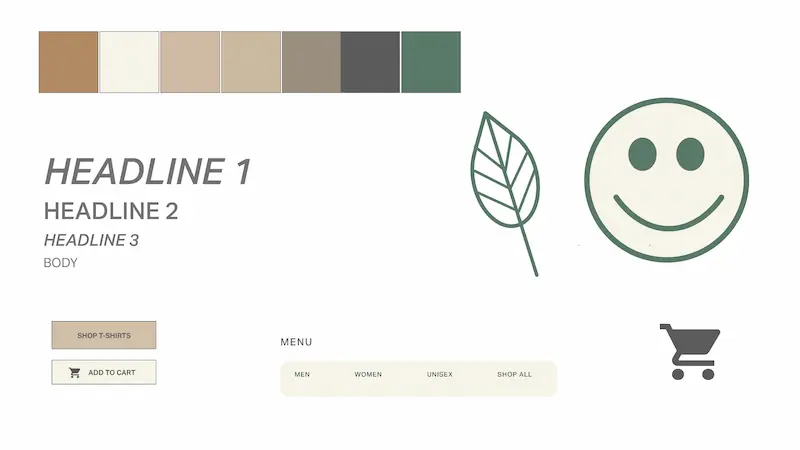 HEADLINE 1
HEADLINE 2
HEADLINE 3
BODY
SHOP T-SHIRTS
ADD TO CART
MENU
MEN WOMEN UNISEX SHOP ALL